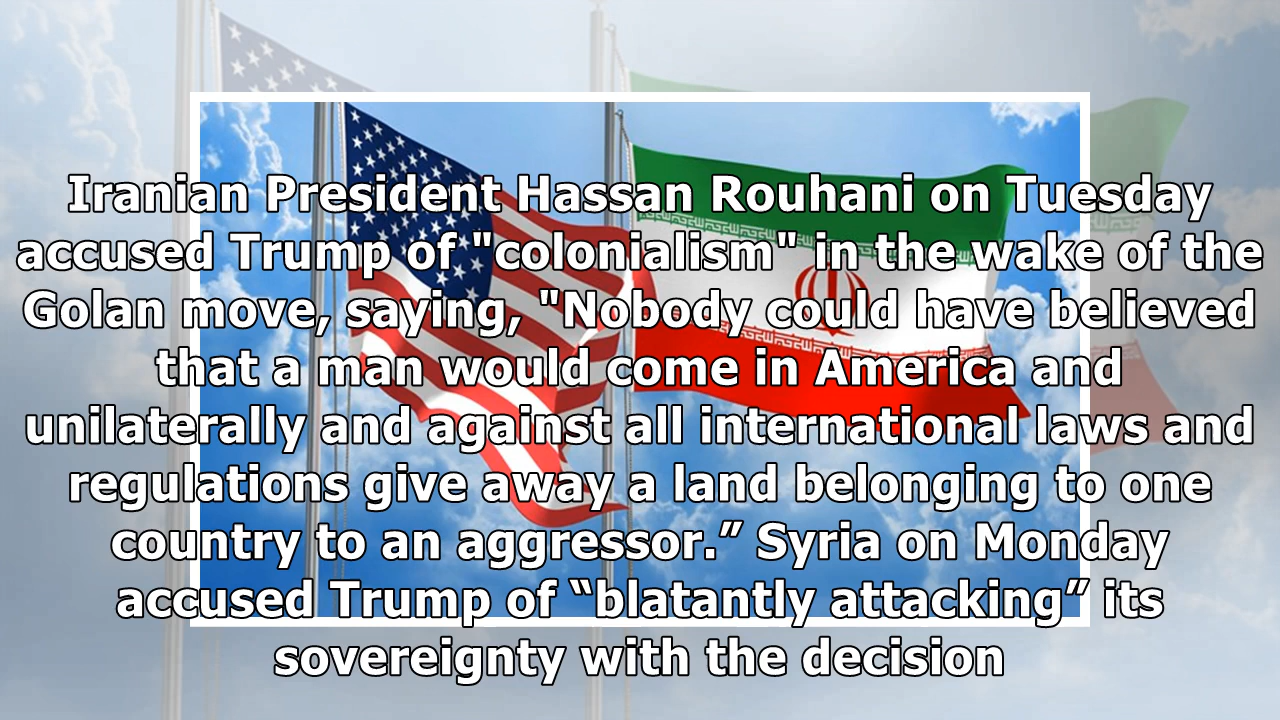 Iranian President Hassan Rouhani on Tuesday
accused Trump of "colonialism" in the wake of the
Golan move, saying, "Nobody could have believed
that a man would come in America and
unilaterally and against all international laws and
regulations give away a land belonging to one
country to an aggressor.” Syria on Monday
accused Trump of “blatantly attacking” its
sovereignty with the decision